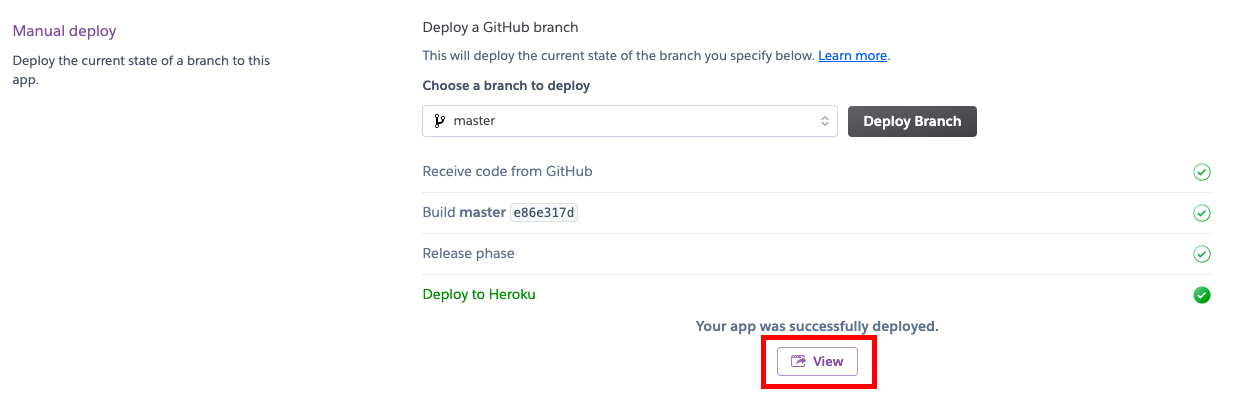 Manual deploy
Deploy the current state of a branch to this
app.
Deploy a GitHub branch
This will deploy the current state of the branch you specify below. Learn more.
Choose a branch to deploy
master
Deploy Branch
Receive code from GitHub
Build master e86e317d
Release phase
Deploy to Heroku
Your app was successfully deployed.
View